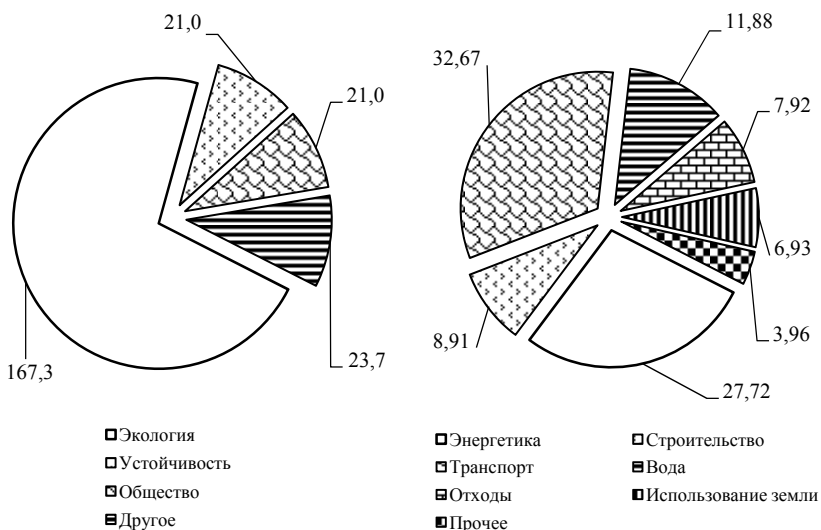 21,0
21,0
167,3
23,7
11,88
32,67
7,92
6,93
8,91
3,96
27,72
Экология
Устойчивость
Общество
Другое
Энергетика
Строительство
Транспорт
Вода
Отходы
Использование земли
Прочее